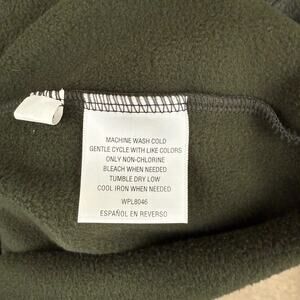 MACHINE WASH COLD
GENTLE CYCLE WITH LIKE COLORS
ONLY NON-CHLORINE
BLEACH WHEN NEEDED
TUMBLE DRY LOW
COOL IRON WHEN NEEDED
WPL8046
ESPAÑOL EN REVERSO